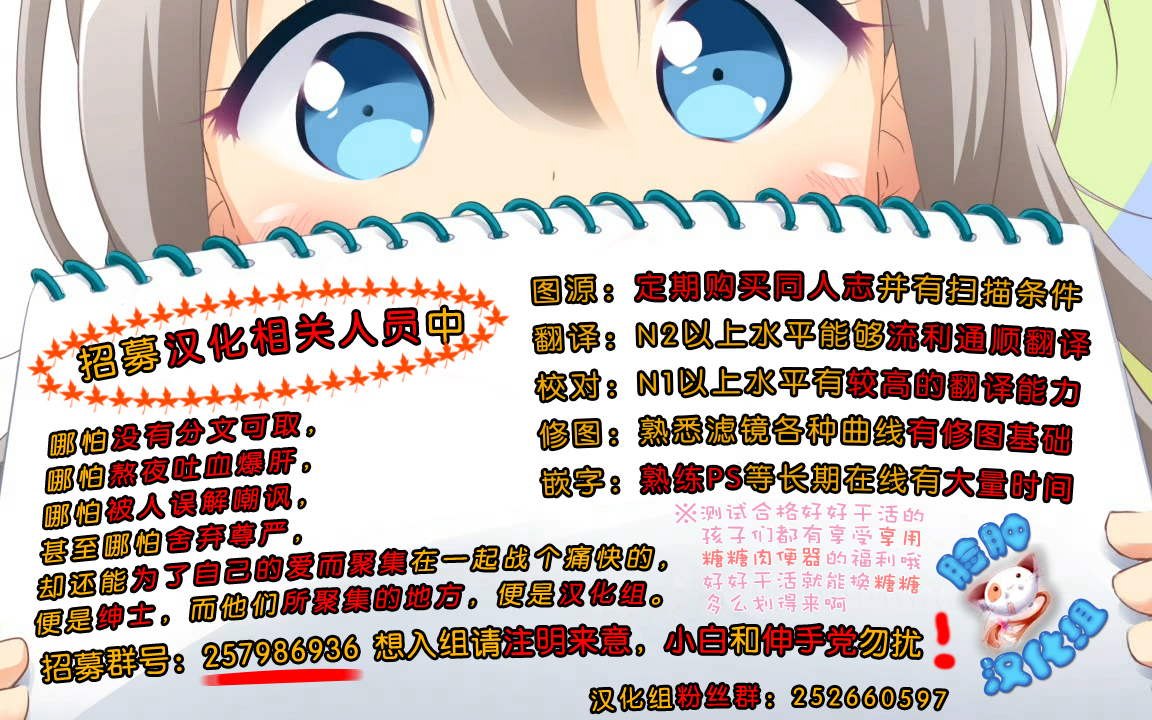 招募汉化相关人员中
哪怕没有分文可取，
哪怕熬夜吐血爆肝，
哪怕被人误解嘲讽，
甚至哪怕舍弃尊严，
却还能为了自己的爱而聚集在一起战个痛快的，
便是绅士，而他们所聚集的地方，便是汉化组。
图源：定期购买同人志并有扫描条件
翻译：N2以上水平能够流利通顺翻译
校对：N1以上水平有较高的翻译能力
修图：熟悉滤镜各种曲线有修图基础
嵌字：熟练PS等长期在线有大量时间
※测试合格好好干活的
孩子们都有享受享用
糖糖肉便器的福利哦
好好干活就能换糖糖
多么划得来啊
脸肿
汉化组
招募群号：257986936 想入组请注明来意，小白和伸手党勿扰！
汉化组粉丝群：252660597